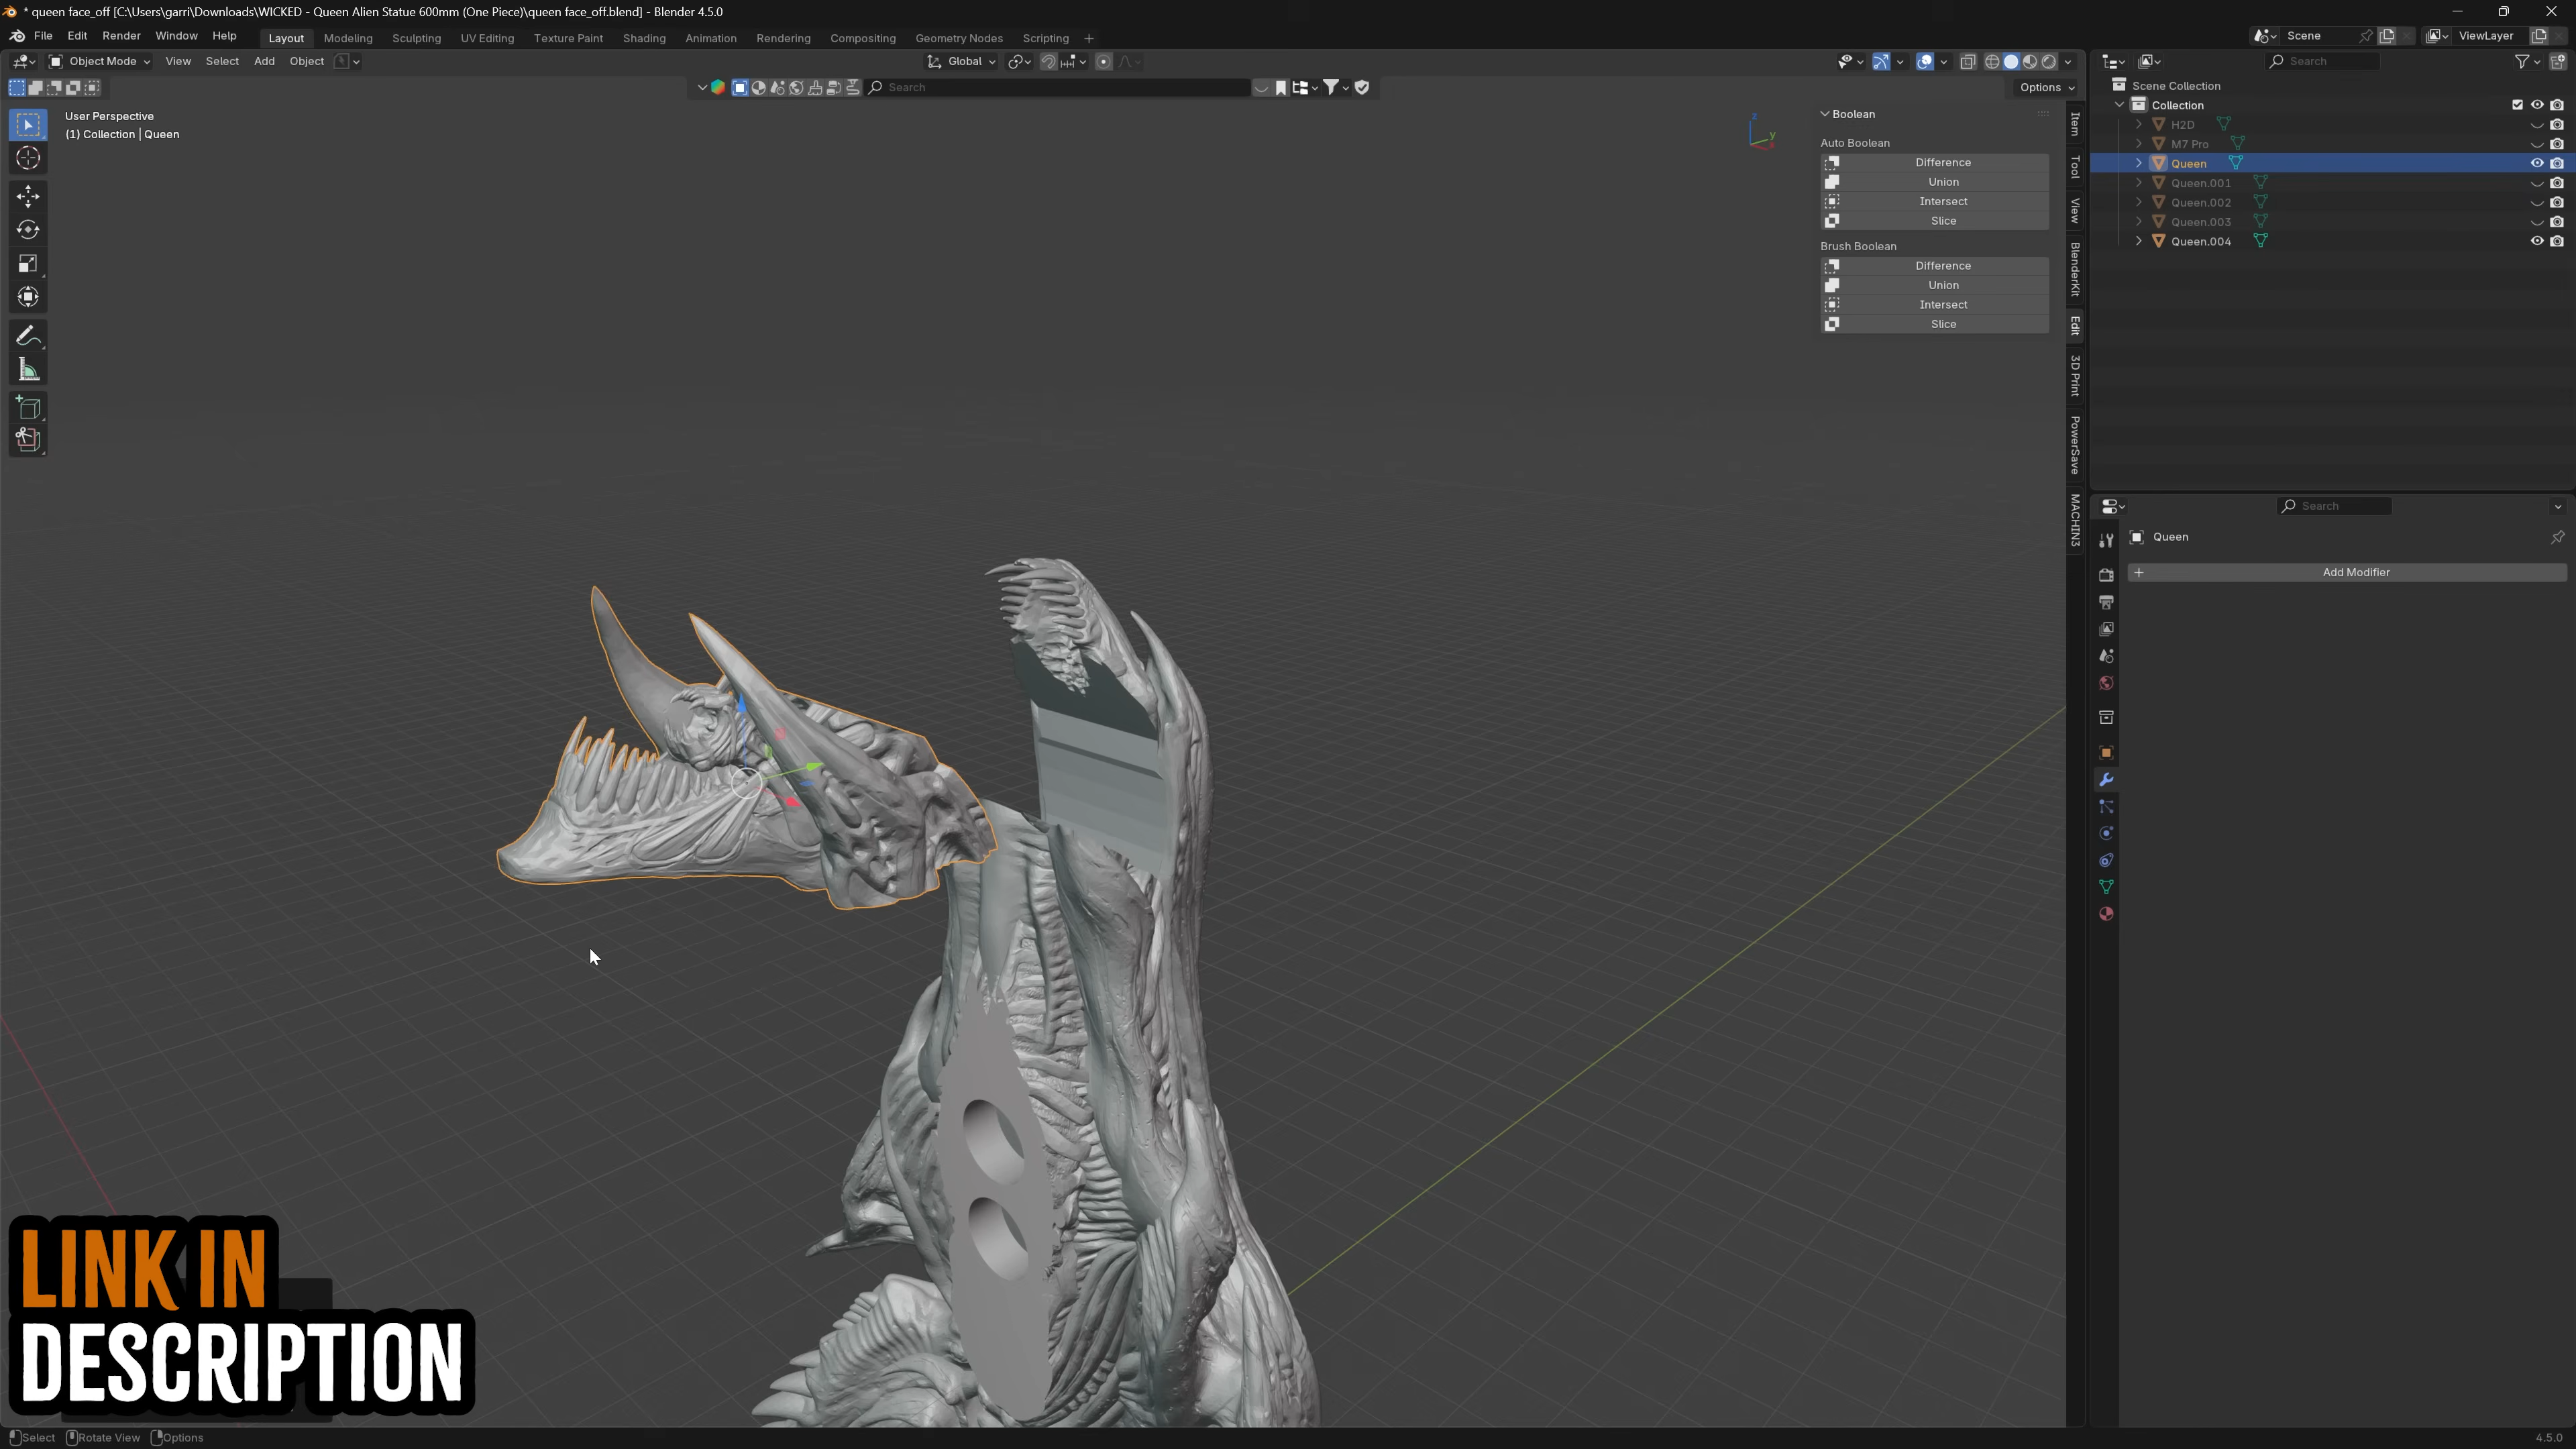 * queen face_off [C:\Users\garri\Downloads\WICKED - Queen Alien Statue 600mm (One Piece)\queen face_off.blend] - Blender 4.5.0
File Edit Render Window Help Layout Modeling Sculpting UV Editing Texture Paint Shading Animation Rendering Compositing Geometry Nodes Scripting + Scene ViewLayer
Object Mode View Select Add Object Global Search
Search Options
User Perspective
(1) Collection | Queen
z
y
Boolean
Auto Boolean
Difference
Union
Intersect
Slice
Brush Boolean
Difference
Union
Intersect
Slice
Item
Tool
View
BlenderKit
Edit
3D Print
PowerSave
MACHIN3
Scene Collection
Collection
H2D
M7 Pro
Queen
Queen.001
Queen.002
Queen.003
Queen.004
Search
Queen
+ Add Modifier
LINK IN
DESCRIPTION
Select Rotate View Options 4.5.0